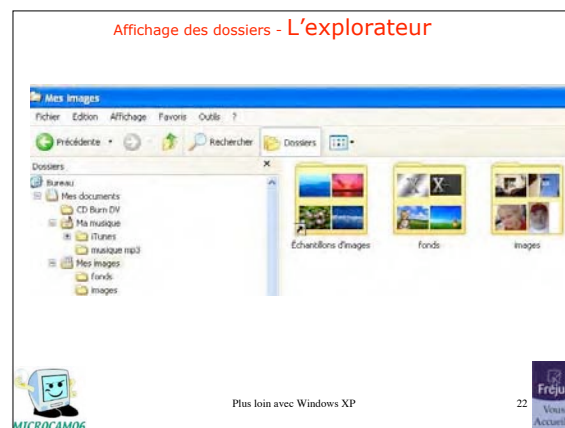 Affichage des dossiers - L'explorateur
Mes images
Fichier Edition Affichage Favoris Outils ?
Précédente Rechercher Dossiers
Dossiers
Bureau
Mes documents
CD Burn DV
Ma musique
iTunes
musique mp3
Mes images
fonds
images
Échantillons d'images fonds images
MICROCAM06
Plus loin avec Windows XP
22
Fréju
Vous
Accueil